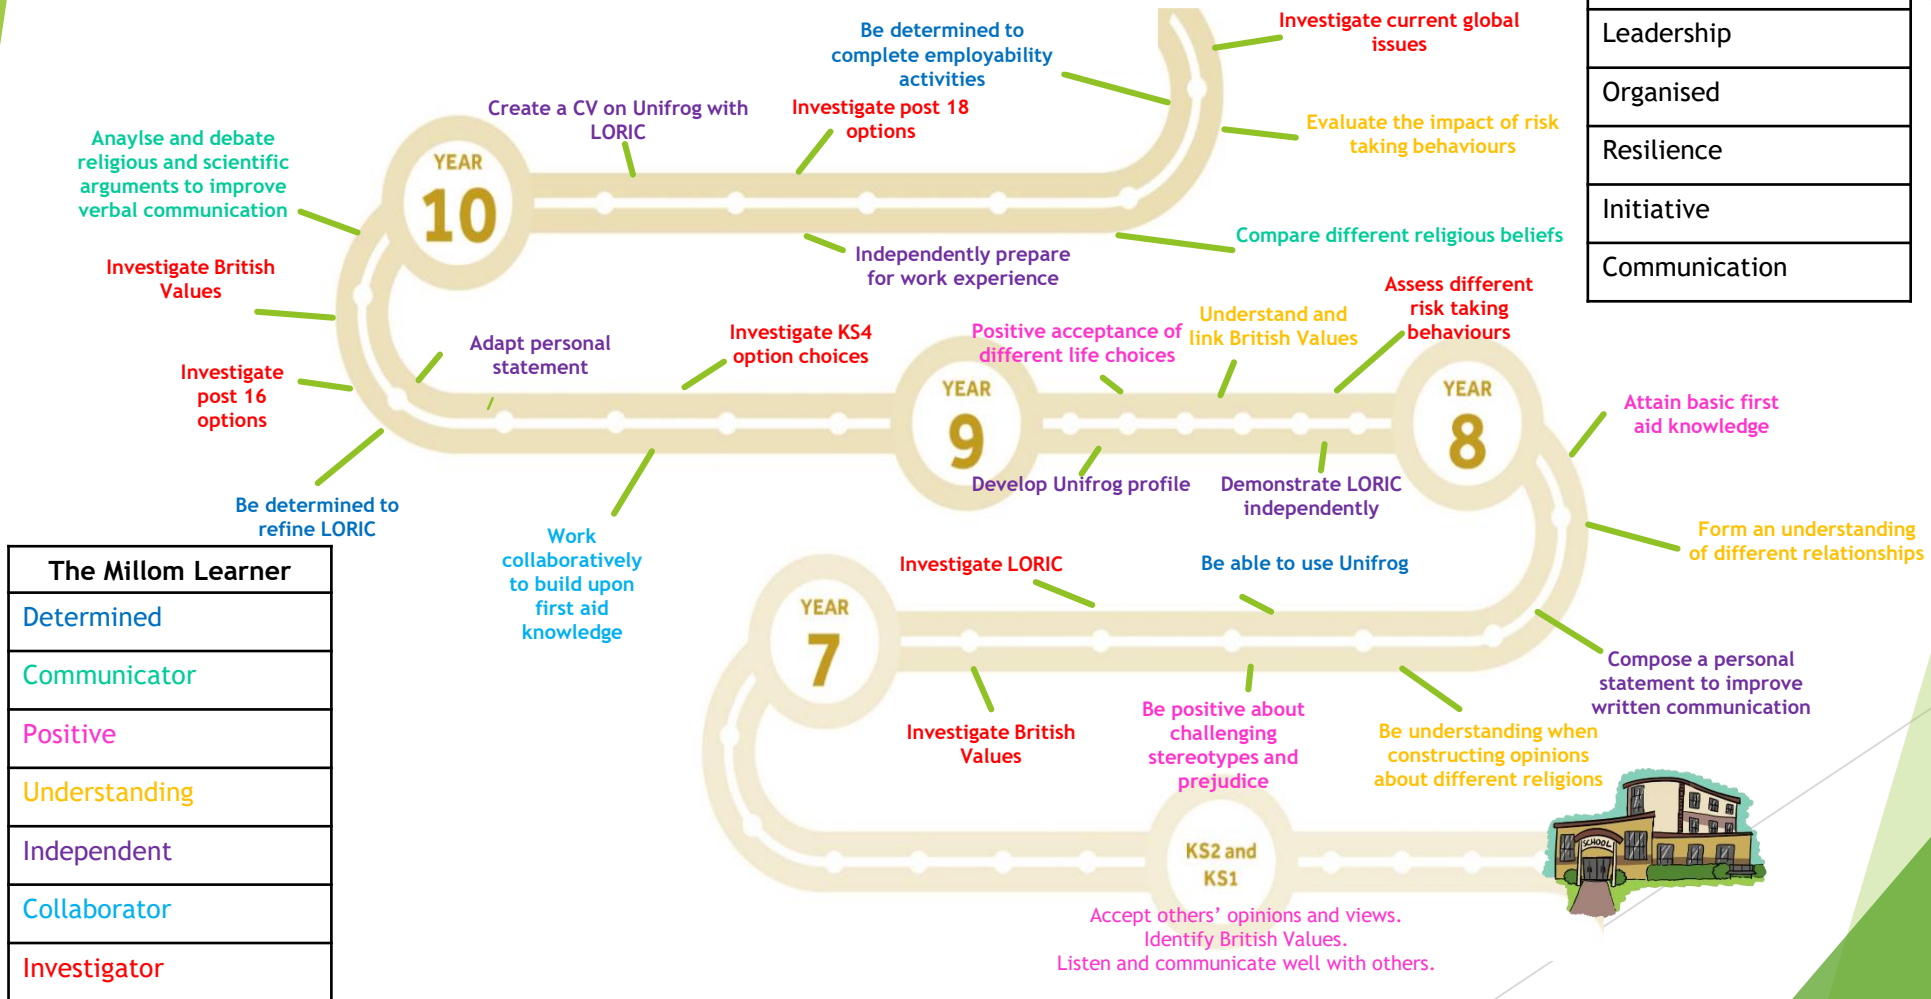 Investigate current global
issues
Be determined to
complete employability
activities
Create a CV on Unifrog with
LORIC
Investigate post 18
options
Evaluate the impact of risk
taking behaviours
Leadership
Organised
Resilience
Initiative
Communication
Anaylse and debate
religious and scientific
arguments to improve
verbal communication
YEAR
10
Independently prepare
for work experience
Compare different religious beliefs
Investigate British
Values
Investigate
post 16
options
Adapt personal
statement
Investigate KS4
option choices
Positive acceptance of
different life choices
Understand and
link British Values
Assess different
risk taking
behaviours
YEAR
9
YEAR
8
Attain basic first
aid knowledge
Be determined to
refine LORIC
Work
collaboratively
to build upon
first aid
knowledge
Develop Unifrog profile
Demonstrate LORIC
independently
Form an understanding
of different relationships
Investigate LORIC
Be able to use Unifrog
YEAR
7
Investigate British
Values
Be positive about
challenging
stereotypes and
prejudice
Be understanding when
constructing opinions
about different religions
Compose a personal
statement to improve
written communication
The Millom Learner
Determined
Communicator
Positive
Understanding
Independent
Collaborator
Investigator
KS2 and
KS1
SCHOOL
Accept others’ opinions and views.
Identify British Values.
Listen and communicate well with others.